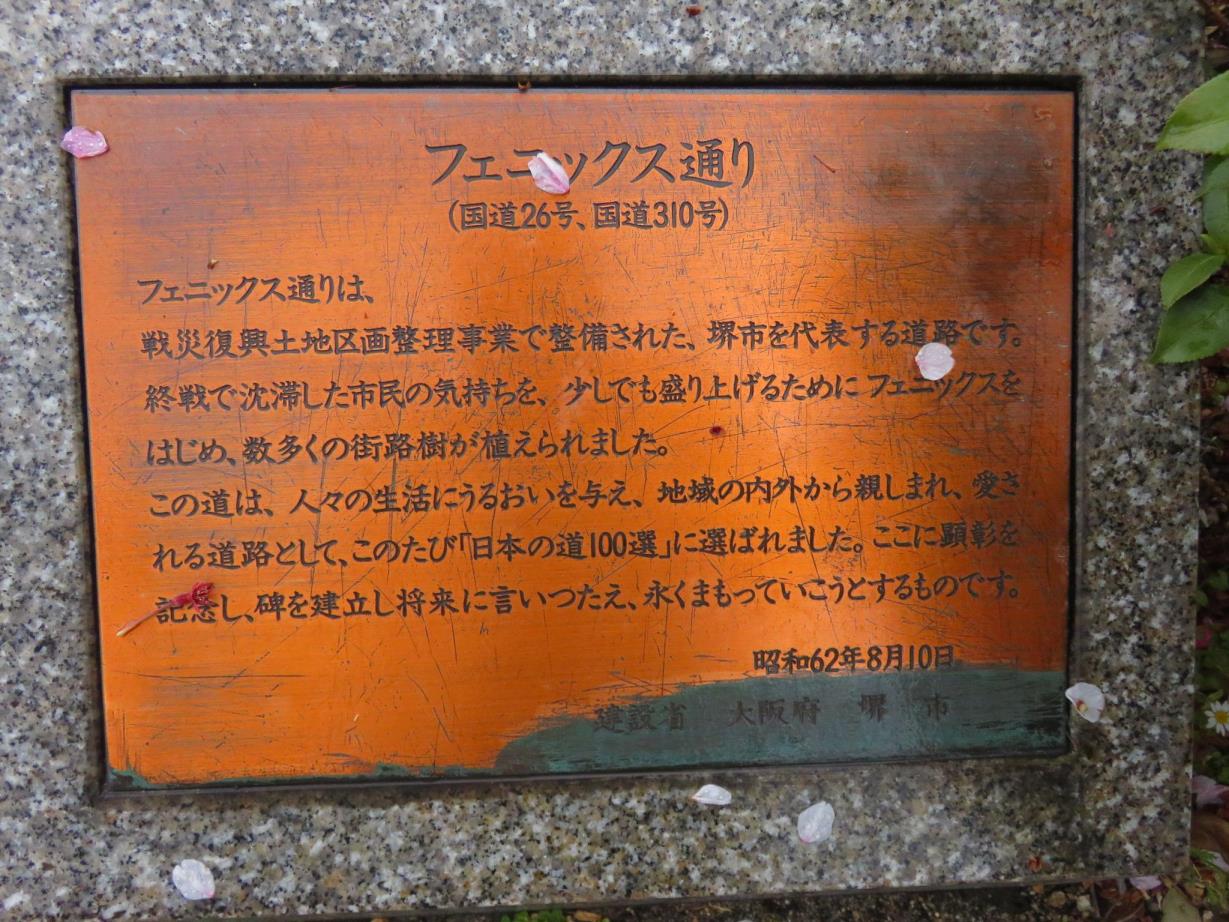 フェニックス通り
(国道26号、国道310号)
フェニックス通りは、
戦災復興土地区画整理事業で整備された、堺市を代表する道路です。
終戦で沈滞した市民の気持ちを、少しでも盛り上げるためにフェニックスを
はじめ、数多くの街路樹が植えられました。
この道は、人々の生活にうるおいを与え、地域の内外から親しまれ、愛さ
れる道路として、このたび「日本の道100選」に選ばれました。ここに顕彰を
記念し、碑を建立し将来に言いつたえ、永くまもっていこうとするものです。
昭和62年8月10日
建設省 大阪府 堺市